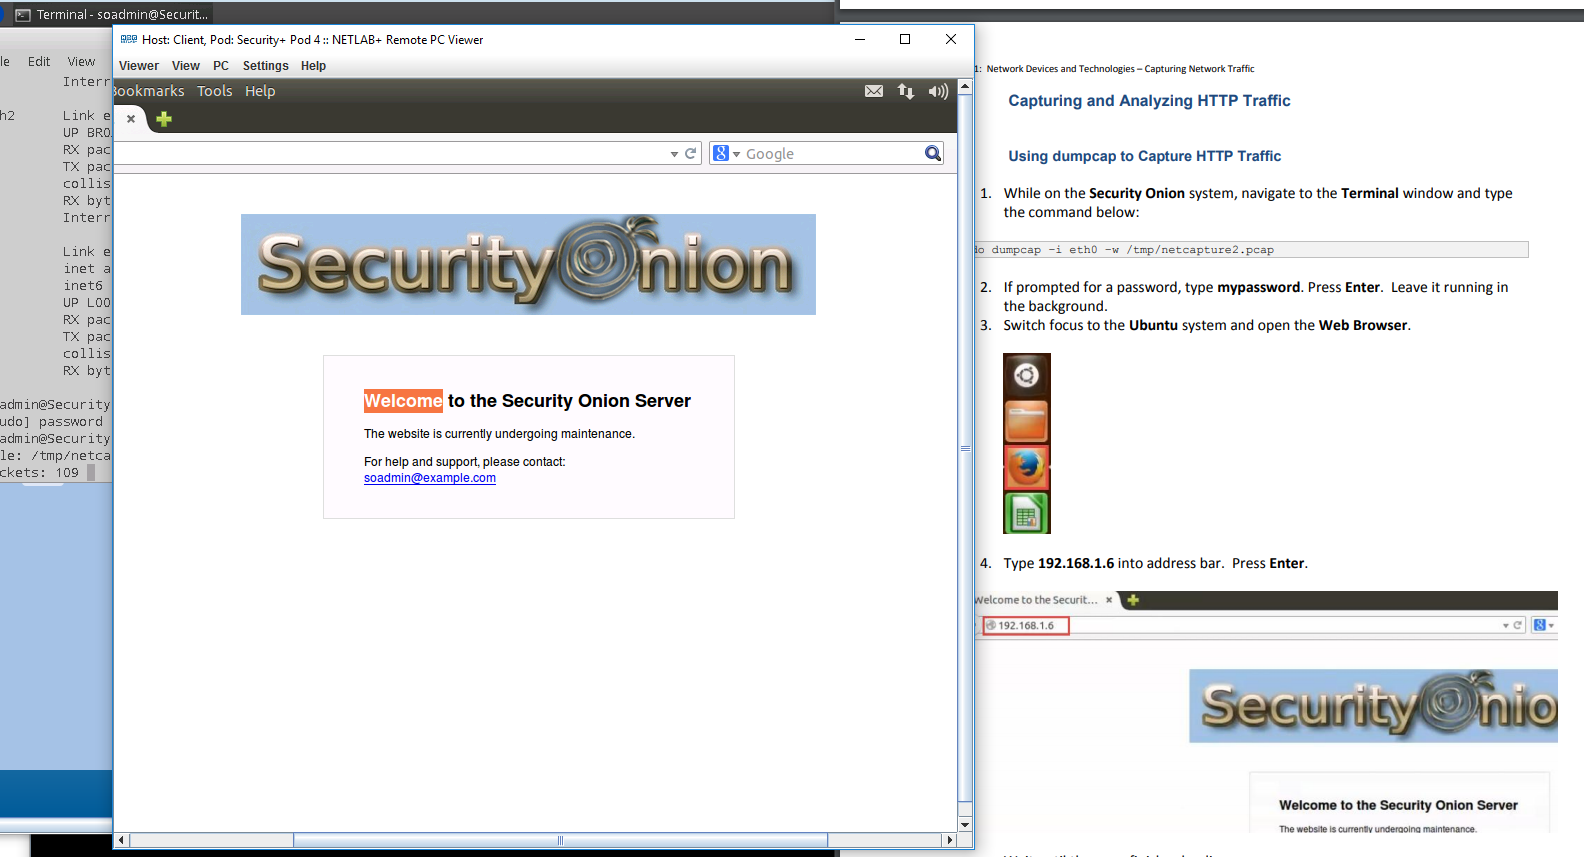 Terminal - soadmin@Securit...
le Edit View
Interr
h2 Link e
UP BRO
RX pac
TX pac
collis
RX byt
Interr
Link e
inet a
inet6
UP LOO
RX pac
TX pac
collis
RX byt
admin@Security
udo] password
admin@Security
le: /tmp/netca
ckets: 109
Host: Client, Pod: Security+ Pod 4 :: NETLAB+ Remote PC Viewer
Viewer View PC Settings Help
Bookmarks Tools Help
8 Google
SecurityOnion
Welcome to the Security Onion Server
The website is currently undergoing maintenance.
For help and support, please contact:
soadmin@example.com
1: Network Devices and Technologies – Capturing Network Traffic
Capturing and Analyzing HTTP Traffic
Using dumpcap to Capture HTTP Traffic
1. While on the Security Onion system, navigate to the Terminal window and type
the command below:
do dumpcap -i eth0 -w /tmp/netcapture2.pcap
2. If prompted for a password, type mypassword. Press Enter. Leave it running in
the background.
3. Switch focus to the Ubuntu system and open the Web Browser.
4. Type 192.168.1.6 into address bar. Press Enter.
Welcome to the Securit...
192.168.1.6
8
SecurityOnio
Welcome to the Security Onion Server
The website is currently undergoing maintenance.